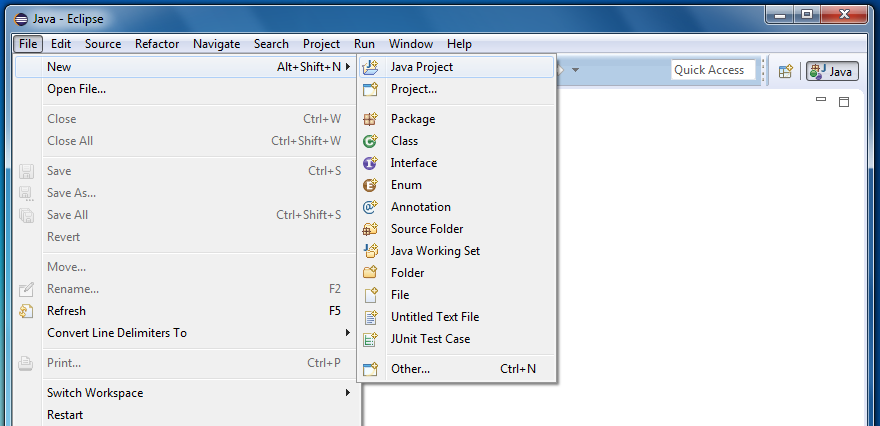 Java - Eclipse
File Edit Source Refactor Navigate Search Project Run Window Help
New Alt+Shift+N
Open File...
Close Ctrl+W
Close All Ctrl+Shift+W
Save Ctrl+S
Save As...
Save All Ctrl+Shift+S
Revert
Move...
Rename... F2
Refresh F5
Convert Line Delimiters To
Print... Ctrl+P
Switch Workspace
Restart
Java Project
Project...
Package
Class
Interface
Enum
Annotation
Source Folder
Java Working Set
Folder
File
Untitled Text File
JUnit Test Case
Other... Ctrl+N
Quick Access
Java